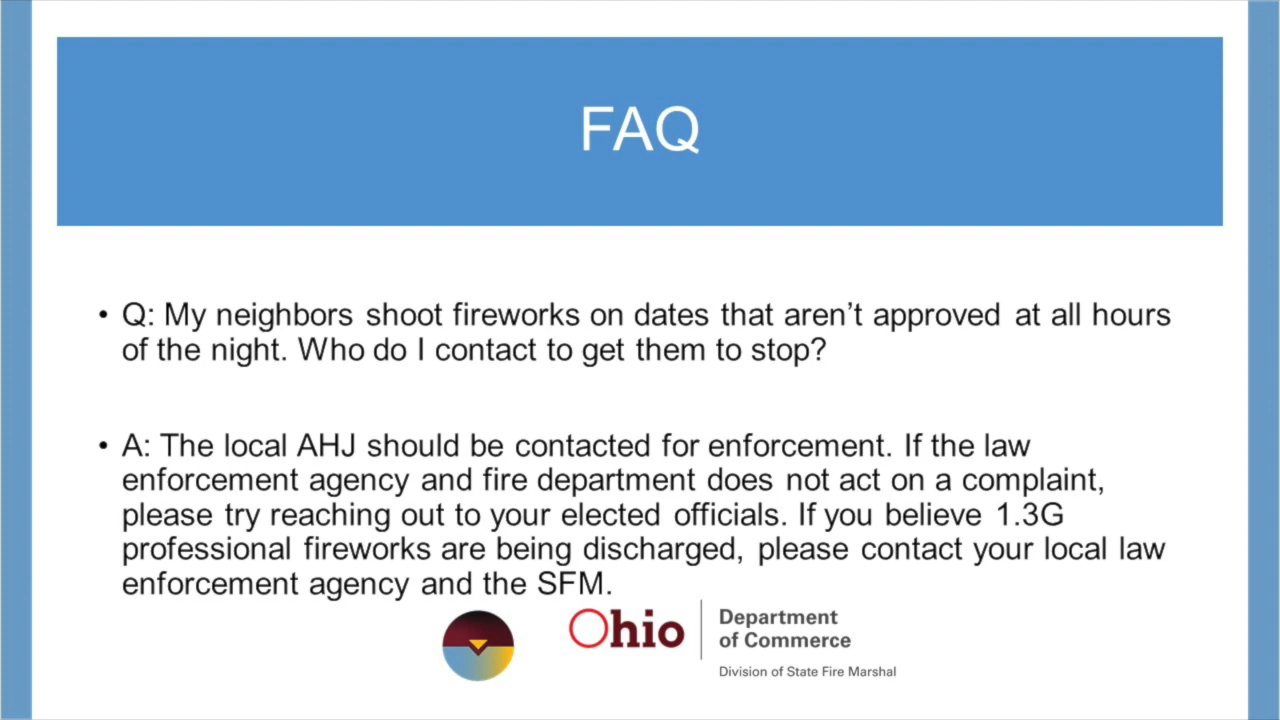 FAQ
• Q: My neighbors shoot fireworks on dates that aren’t approved at all hours
of the night. Who do I contact to get them to stop?
• A: The local AHJ should be contacted for enforcement. If the law
enforcement agency and fire department does not act on a complaint,
please try reaching out to your elected officials. If you believe 1.3G
professional fireworks are being discharged, please contact your local law
enforcement agency and the SFM.
Ohio
Department
of Commerce
Division of State Fire Marshal